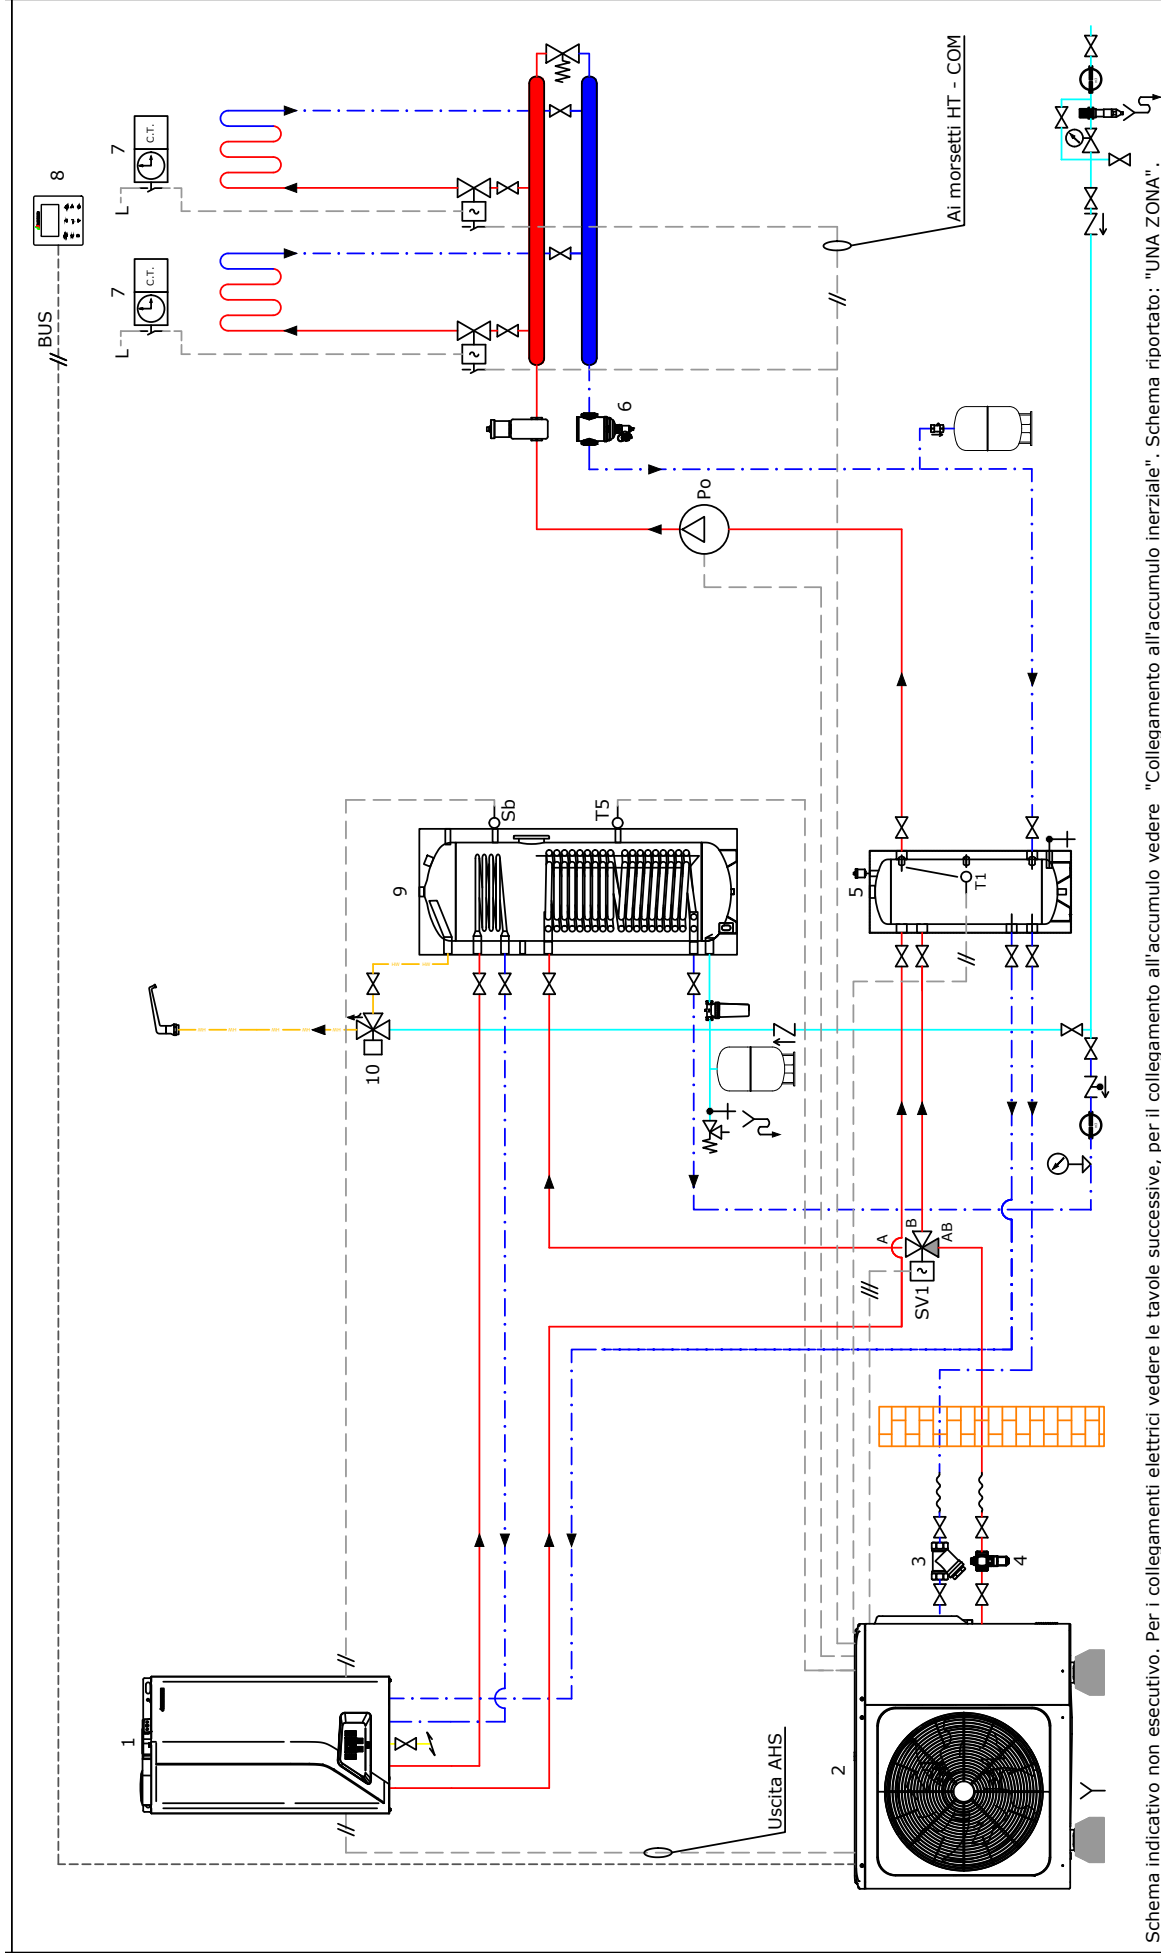 BUS
8
7
C.T.
L
7
C.T.
L
Ai morsetti HT - COM
6
Po
1
10
9
Sb
T5
5
T1
A
B
AB
SV1
3
4
2
Uscita AHS
Schema indicativo non esecutivo. Per i collegamenti elettrici vedere le tavole successive, per il collegamento all'accumulo vedere "Collegamento all'accumulo inerziale". Schema riportato: "UNA ZONA".